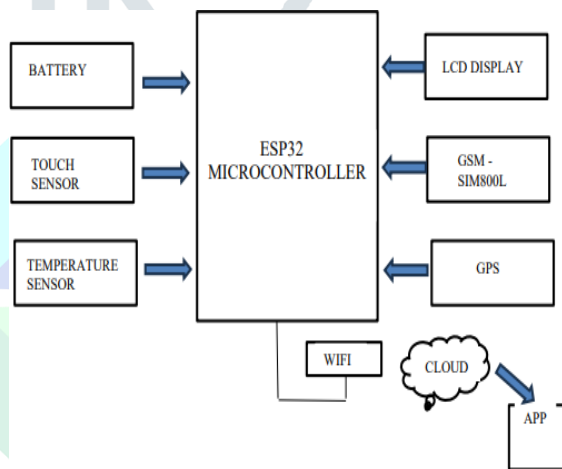 BATTERY
LCD DISPLAY
TOUCH
SENSOR
ESP32
MICROCONTROLLER
GSM -
SIM800L
TEMPERATURE
SENSOR
GPS
WIFI
CLOUD
APP